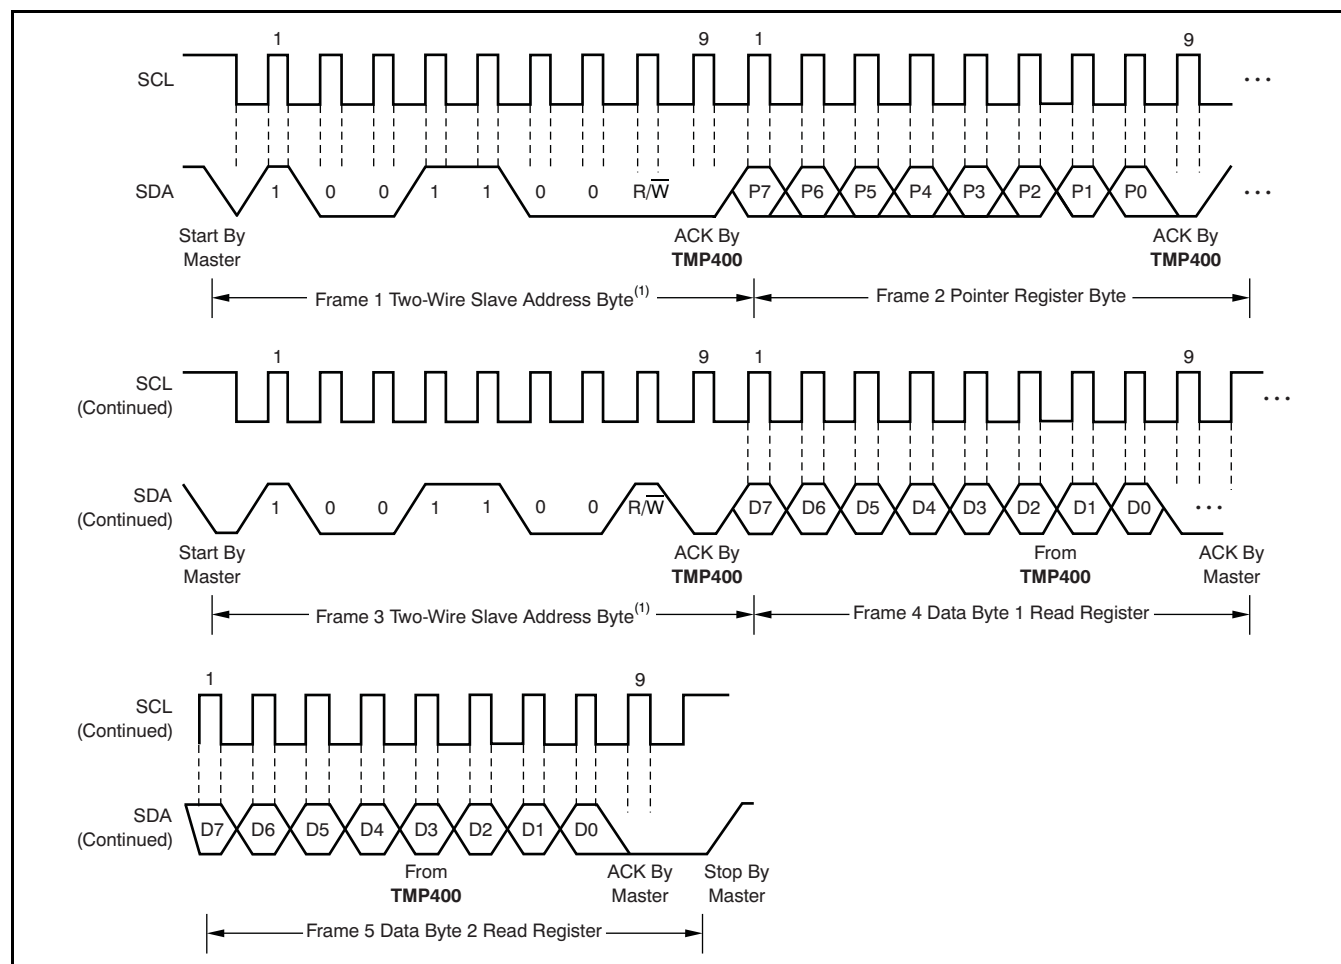 1 9 1 9
SCL ...
SDA 1 0 0 1 1 0 0 R/W̅ P7 P6 P5 P4 P3 P2 P1 P0 ...
Start By Master ACK By TMP400 ACK By TMP400
Frame 1 Two-Wire Slave Address Byte(1) Frame 2 Pointer Register Byte
1 9 1 9
SCL (Continued) ...
SDA (Continued) 1 0 0 1 1 0 0 R/W̅ D7 D6 D5 D4 D3 D2 D1 D0 ...
Start By Master ACK By TMP400 From TMP400 ACK By Master
Frame 3 Two-Wire Slave Address Byte(1) Frame 4 Data Byte 1 Read Register
1 9
SCL (Continued)
SDA (Continued) D7 D6 D5 D4 D3 D2 D1 D0
From TMP400 ACK By Master Stop By Master
Frame 5 Data Byte 2 Read Register